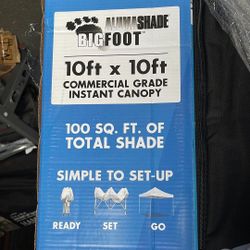 ALUMASHADE
BIGFOOT™
10ft x 10ft
COMMERCIAL GRADE
INSTANT CANOPY
100 SQ. FT. OF
TOTAL SHADE
SIMPLE TO SET-UP
READY SET GO